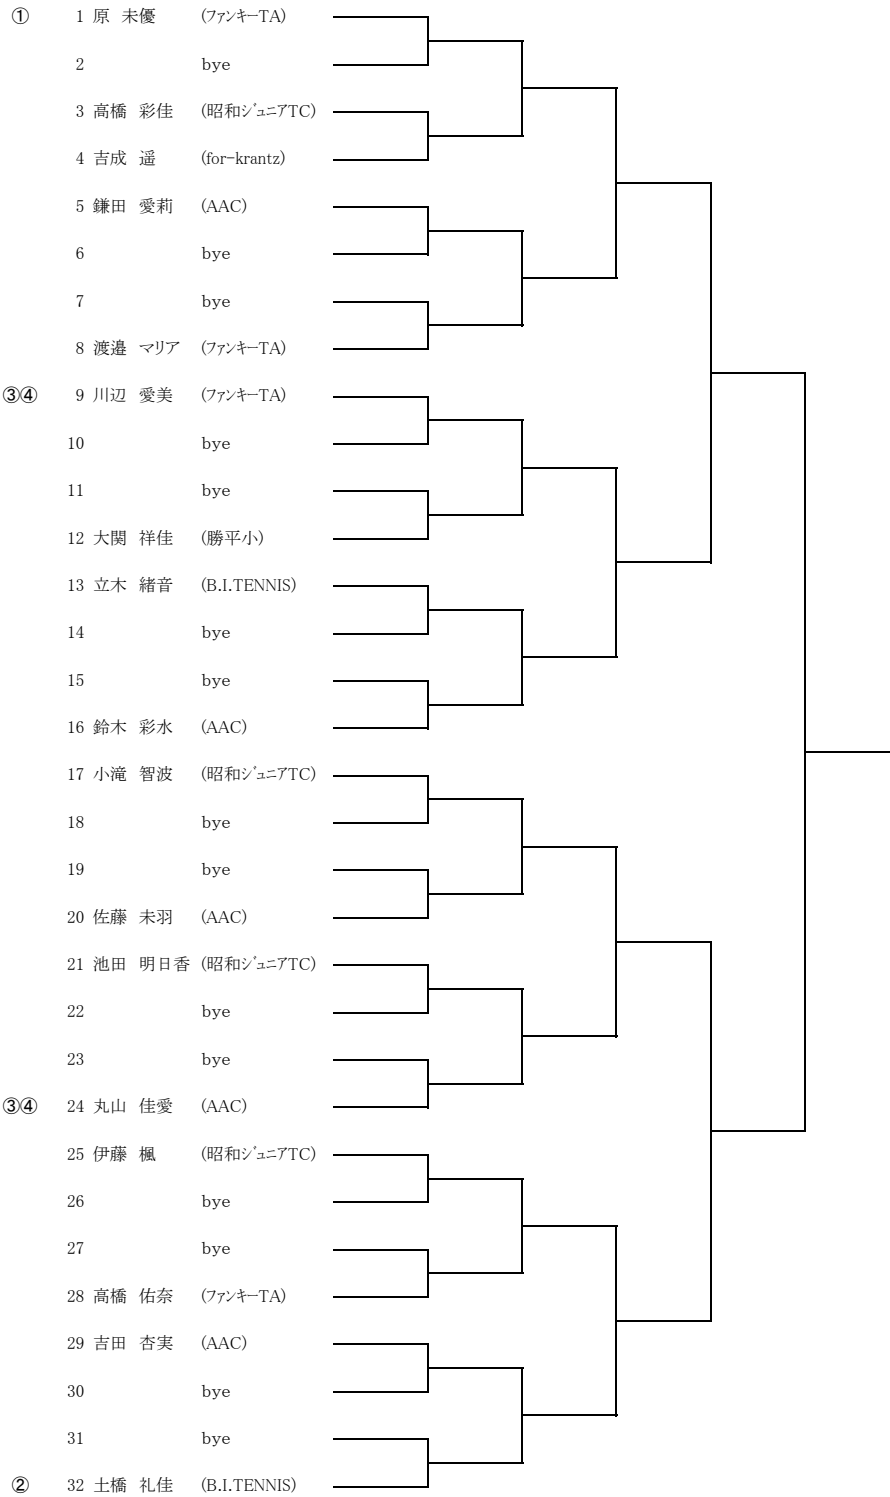 ① 1 原 未優 (ファンキーTA)
2 bye
3 高橋 彩佳 (昭和ジュニアTC)
4 吉成 遥 (for-krantz)
5 鎌田 愛莉 (AAC)
6 bye
7 bye
8 渡邉 マリア (ファンキーTA)
③④ 9 川辺 愛美 (ファンキーTA)
10 bye
11 bye
12 大関 祥佳 (勝平小)
13 立木 緒音 (B.I.TENNIS)
14 bye
15 bye
16 鈴木 彩水 (AAC)
17 小滝 智波 (昭和ジュニアTC)
18 bye
19 bye
20 佐藤 未羽 (AAC)
21 池田 明日香 (昭和ジュニアTC)
22 bye
23 bye
③④ 24 丸山 佳愛 (AAC)
25 伊藤 楓 (昭和ジュニアTC)
26 bye
27 bye
28 高橋 佑奈 (ファンキーTA)
29 吉田 杏実 (AAC)
30 bye
31 bye
② 32 土橋 礼佳 (B.I.TENNIS)